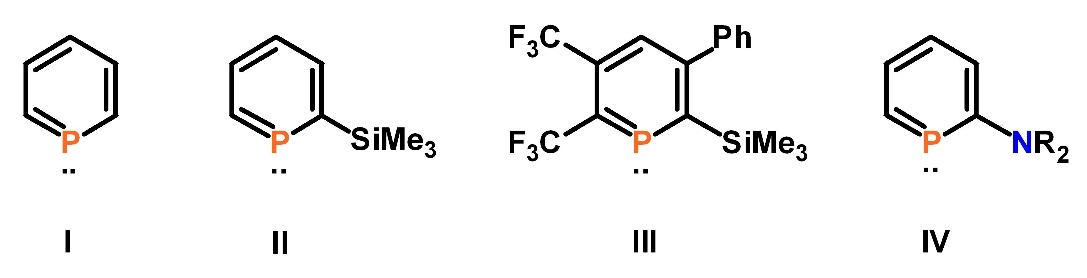 F₃C
Ph
F₃C
P
..
P
SiMe₃
..
P
SiMe₃
..
P
NR₂
..
I
II
III
IV